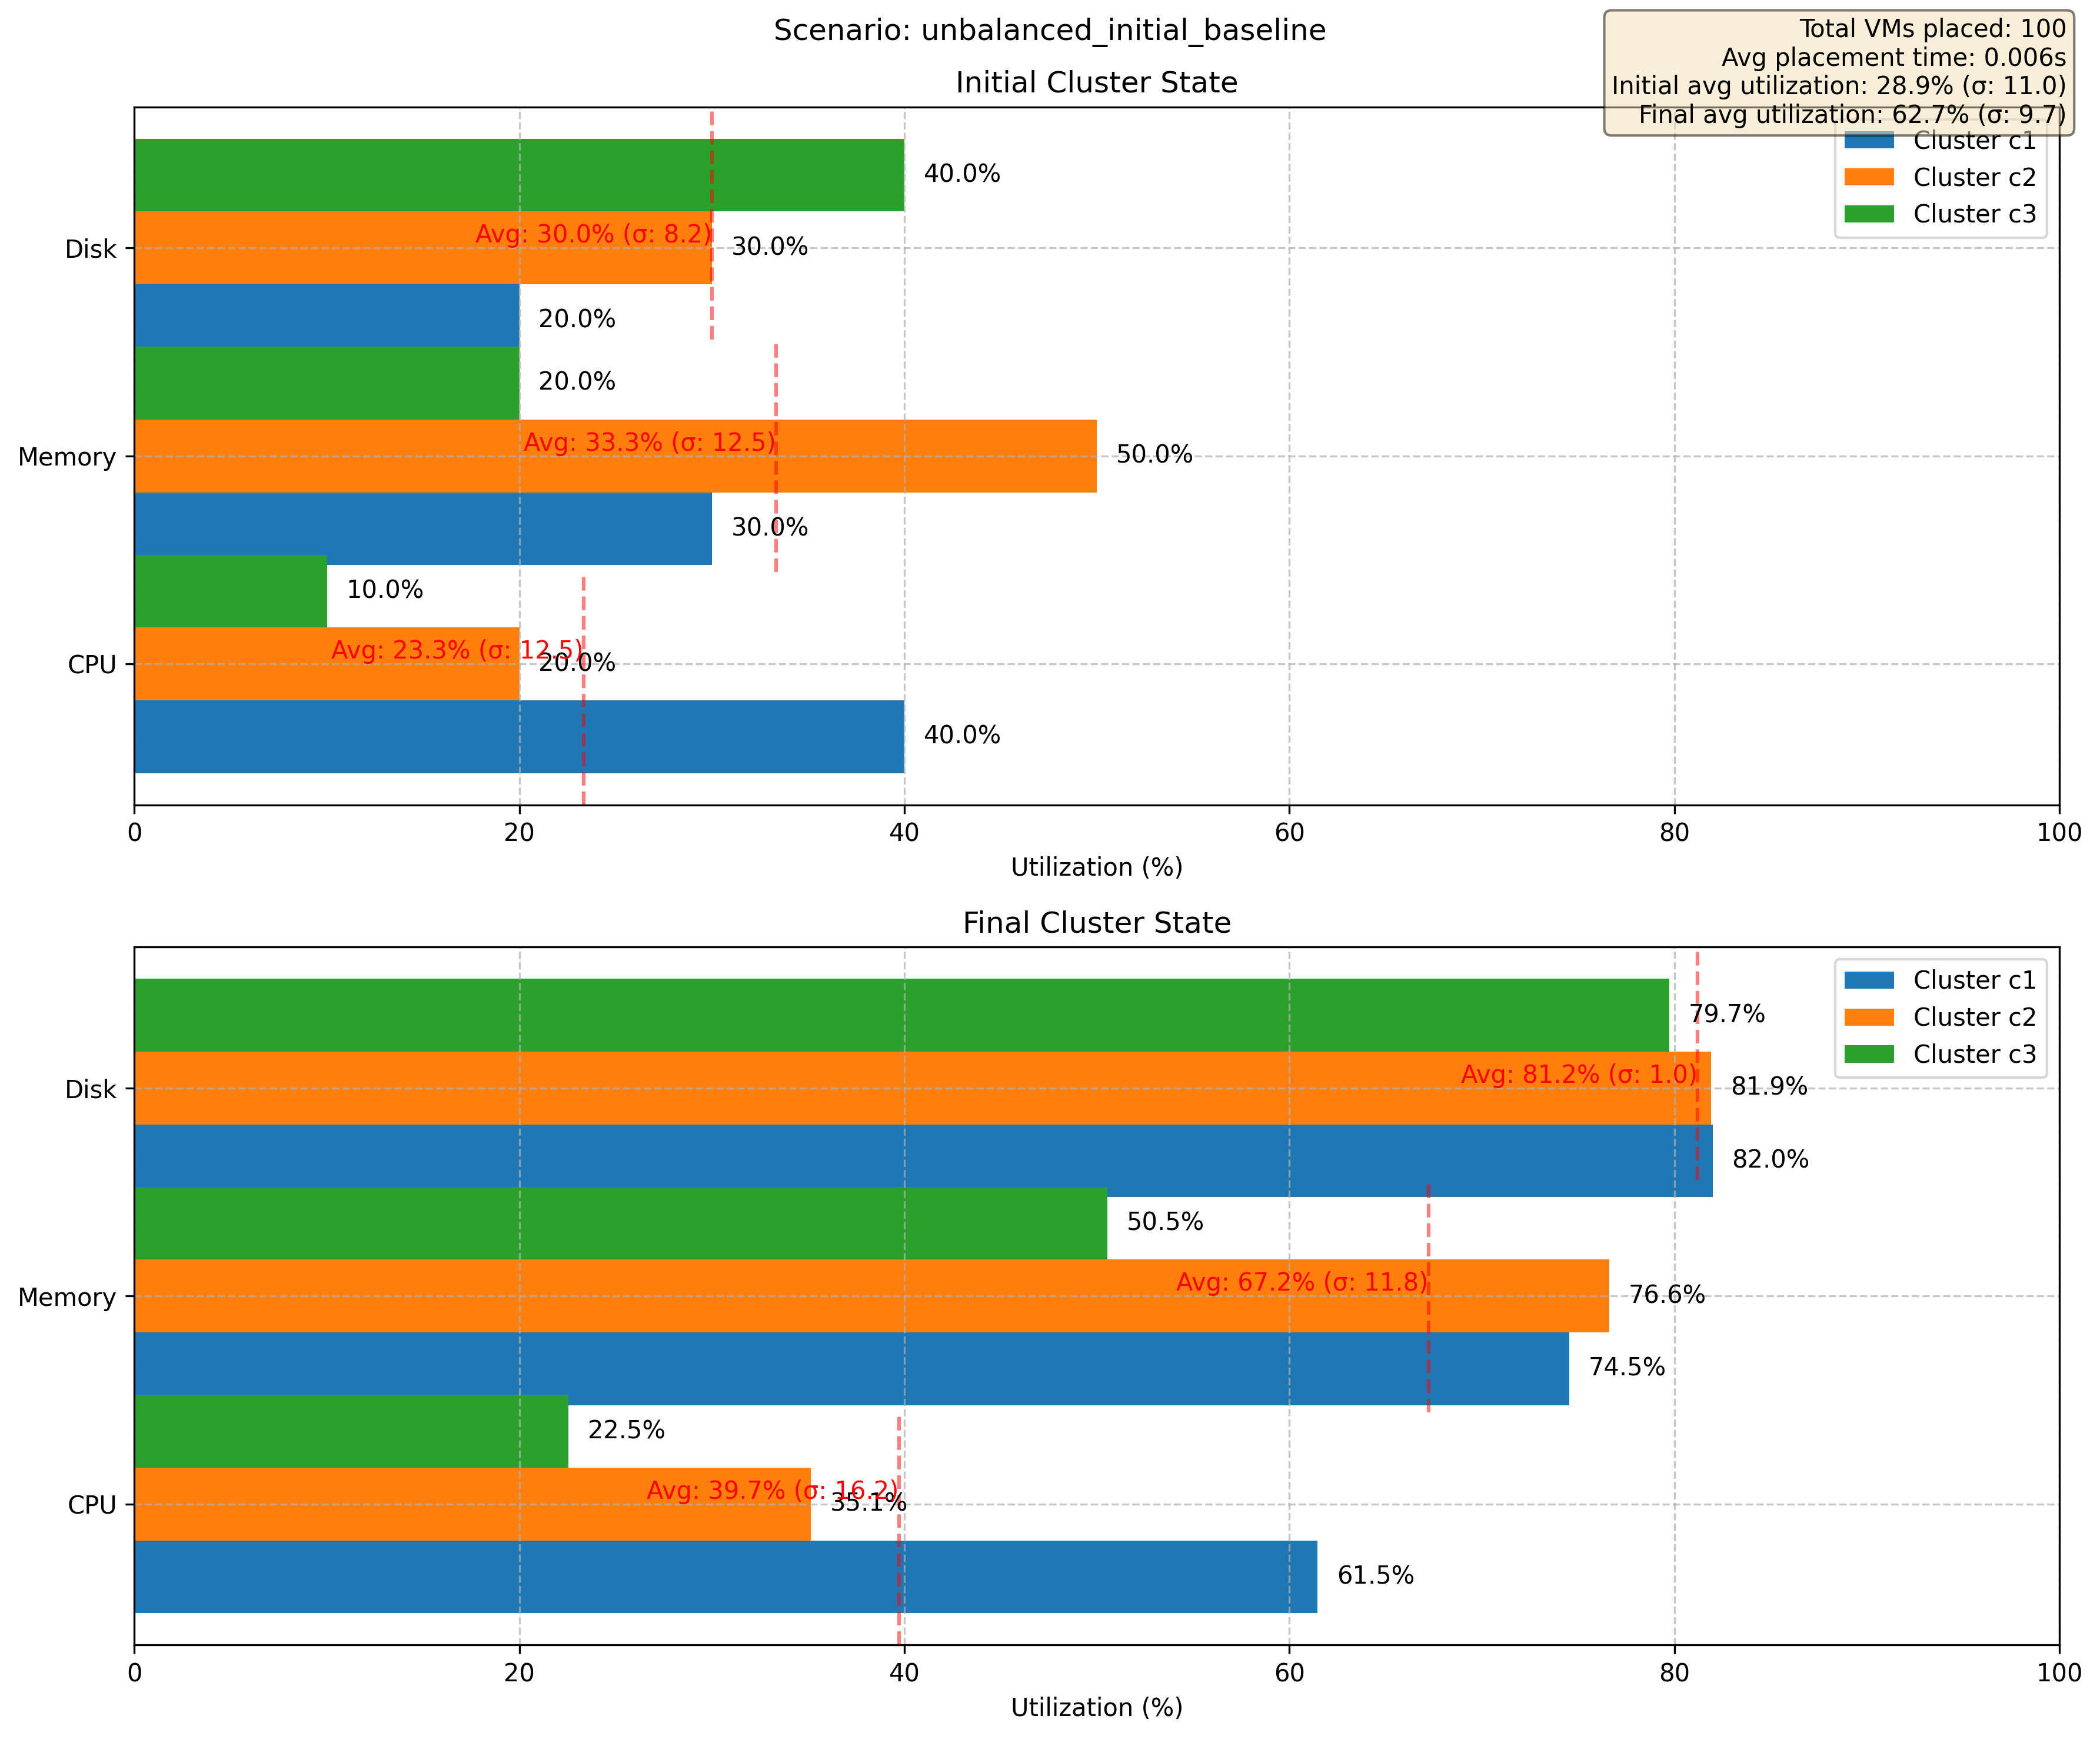 Scenario: unbalanced_initial_baseline
Total VMs placed: 100
Avg placement time: 0.006s
Initial avg utilization: 28.9% (σ: 11.0)
Final avg utilization: 62.7% (σ: 9.7)
Initial Cluster State
Cluster c1
Cluster c2
Cluster c3
40.0%
Disk
Avg: 30.0% (σ: 8.2)
30.0%
20.0%
20.0%
Memory
Avg: 33.3% (σ: 12.5)
50.0%
30.0%
10.0%
CPU
Avg: 23.3% (σ: 12.5)
20.0%
40.0%
0 20 40 60 80 100
Utilization (%)
Final Cluster State
Cluster c1
Cluster c2
Cluster c3
79.7%
Disk
Avg: 81.2% (σ: 1.0)
81.9%
82.0%
50.5%
Memory
Avg: 67.2% (σ: 11.8)
76.6%
74.5%
22.5%
CPU
Avg: 39.7% (σ: 16.2)
35.1%
61.5%
0 20 40 60 80 100
Utilization (%)